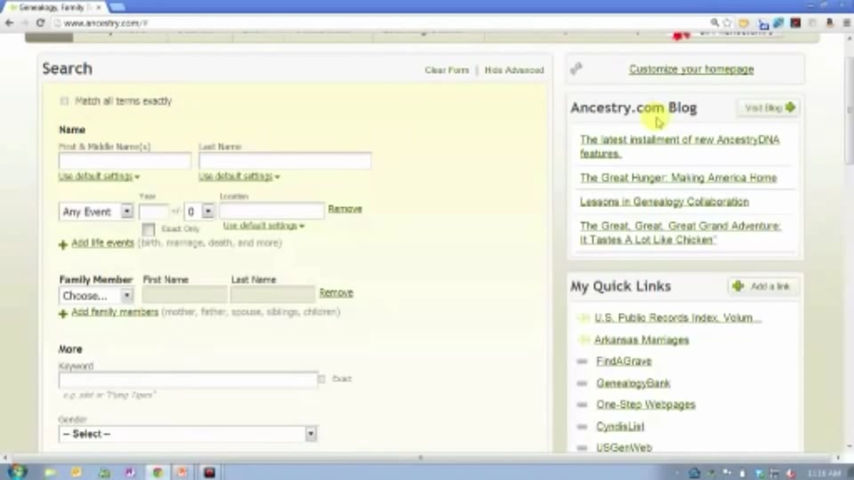 Genealogy, Family
www.ancestry.com/#
Search
Clear Form | Hide Advanced
Match all terms exactly
Name
First & Middle Name(s)
Last Name
Use default settings
Use default settings
Year
Location
Any Event
+/-
0
Remove
Exact Only
Use default settings
Add life events (birth, marriage, death, and more)
Family Member
First Name
Last Name
Choose...
Remove
Add family members (mother, father, spouse, siblings, children)
More
Keyword
Exact
e.g. pilot or "Flying Tigers"
Gender
-- Select --
Customize your homepage
Ancestry.com Blog
Visit Blog
The latest installment of new AncestryDNA
features.
The Great Hunger: Making America Home
Lessons in Genealogy Collaboration
The Great, Great, Great Grand Adventure:
It Tastes A Lot Like Chicken"
My Quick Links
Add a link
U.S. Public Records Index, Volum...
Arkansas Marriages
FindAGrave
GenealogyBank
One-Step Webpages
CyndisList
USGenWeb